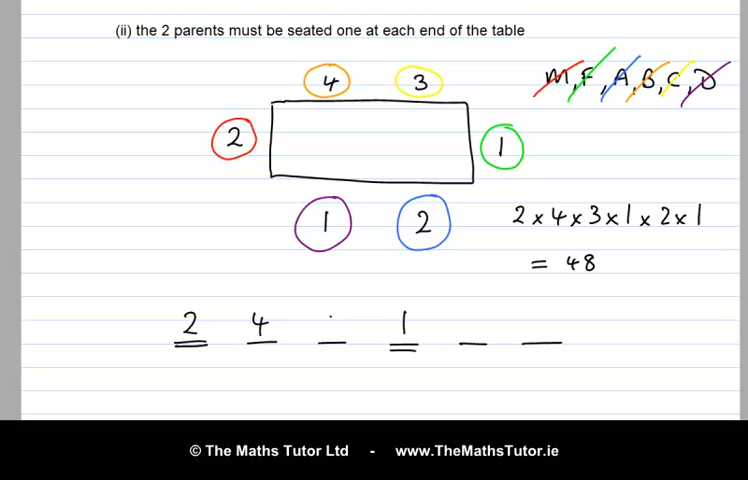 (ii) the 2 parents must be seated one at each end of the table
M, F, A, B, C, D
4 3
2 1
1 2
2 x 4 x 3 x 1 x 2 x 1
= 48
2 4 1
© The Maths Tutor Ltd - www.TheMathsTutor.ie